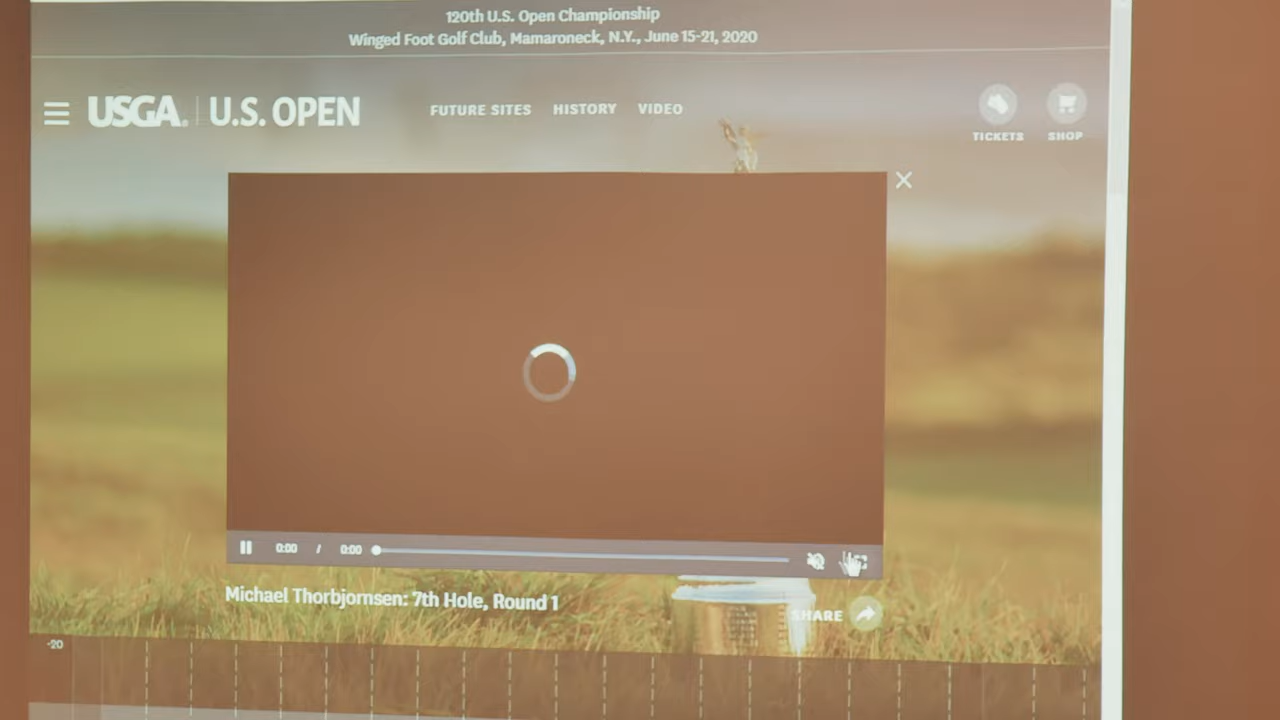 120th U.S. Open Championship
Winged Foot Golf Club, Mamaroneck, N.Y., June 15-21, 2020
USGA. U.S. OPEN
FUTURE SITES HISTORY VIDEO
TICKETS SHOP
0:00 / 0:00
Michael Thorbjornsen: 7th Hole, Round 1
SHARE
-20